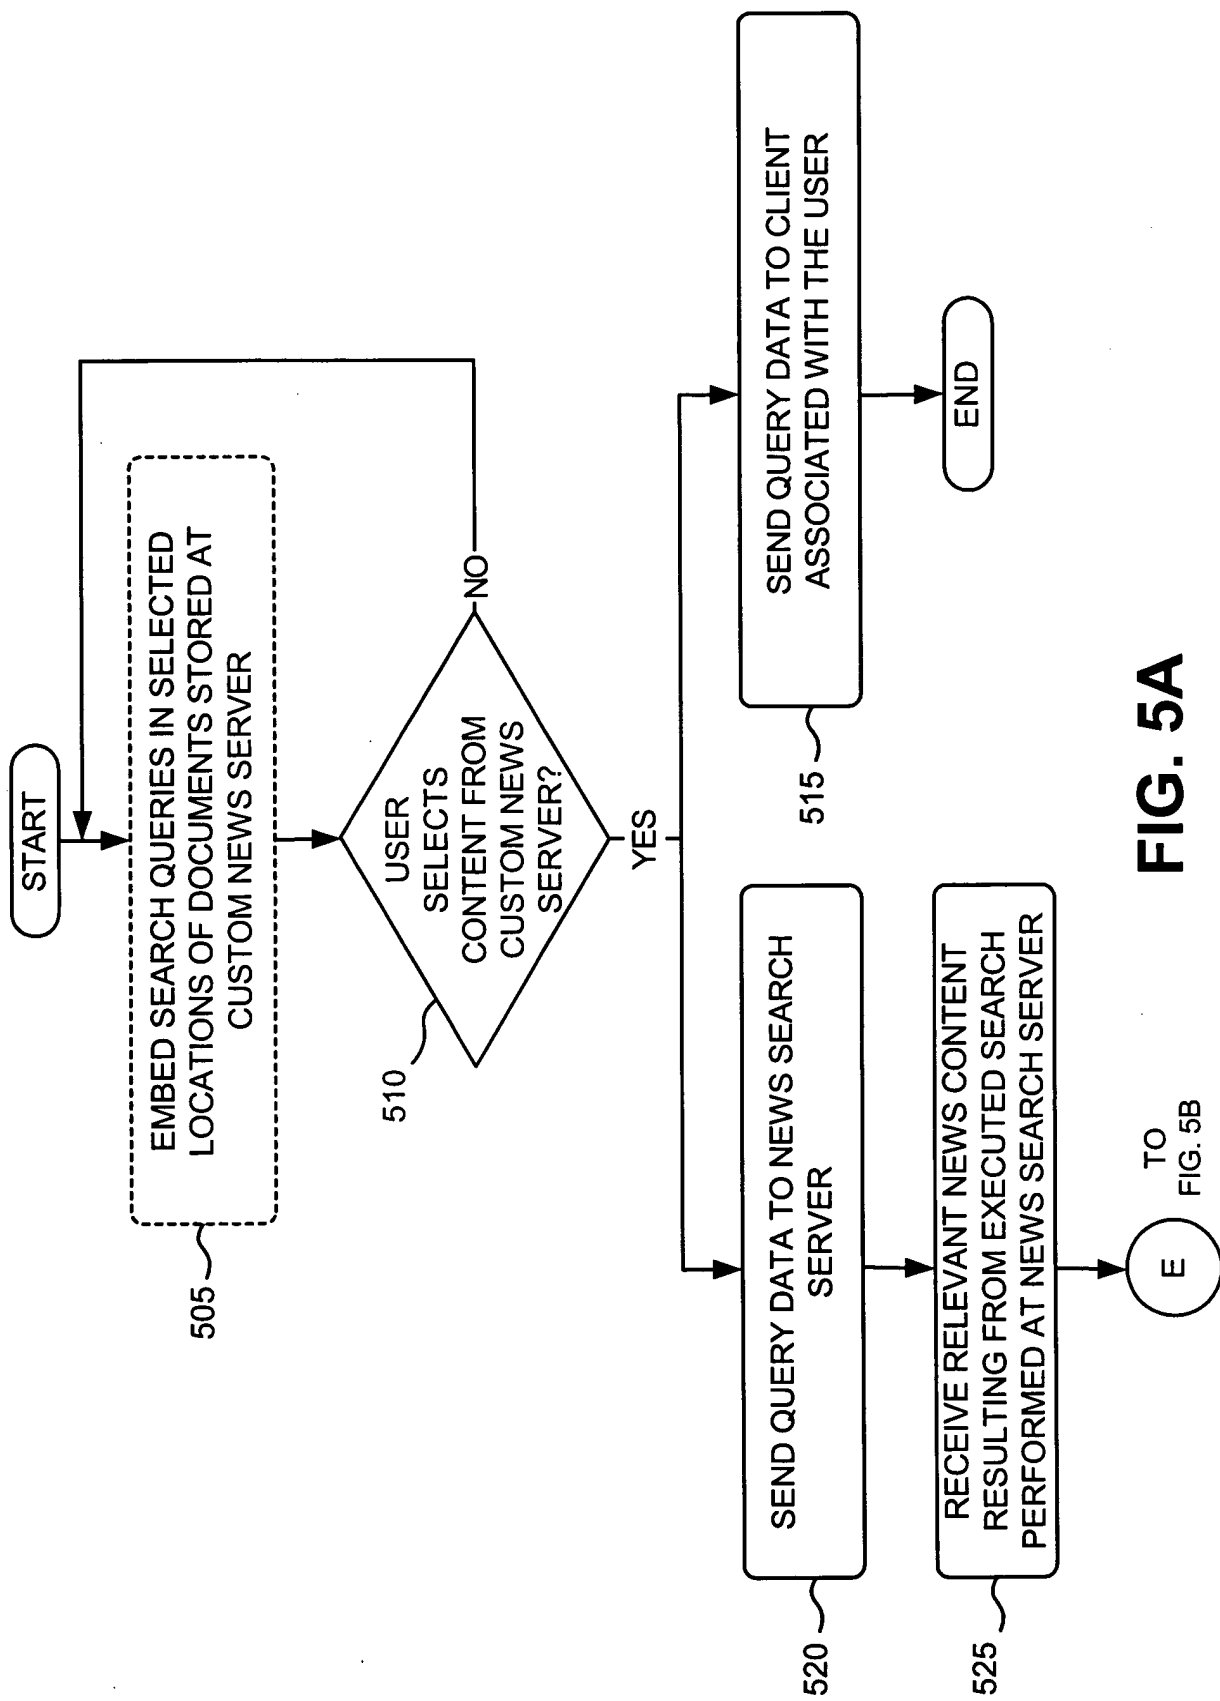 START
EMBED SEARCH QUERIES IN SELECTED
LOCATIONS OF DOCUMENTS STORED AT
CUSTOM NEWS SERVER
505
USER
SELECTS
CONTENT FROM
CUSTOM NEWS
SERVER?
510
NO
YES
SEND QUERY DATA TO NEWS SEARCH
SERVER
520
SEND QUERY DATA TO CLIENT
ASSOCIATED WITH THE USER
515
RECEIVE RELEVANT NEWS CONTENT
RESULTING FROM EXECUTED SEARCH
PERFORMED AT NEWS SEARCH SERVER
525
END
E
TO
FIG. 5B
FIG. 5A